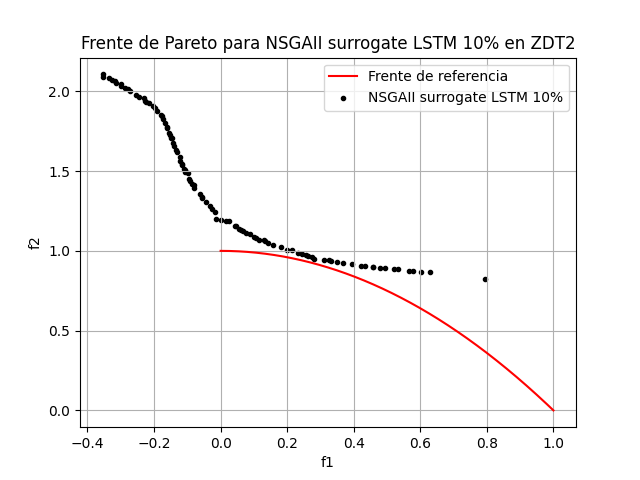 Frente de Pareto para NSGAII surrogate LSTM 10% en ZDT2
Frente de referencia
NSGAII surrogate LSTM 10%
2.0
1.5
1.0
0.5
0.0
f2
−0.4 −0.2 0.0 0.2 0.4 0.6 0.8 1.0
f1